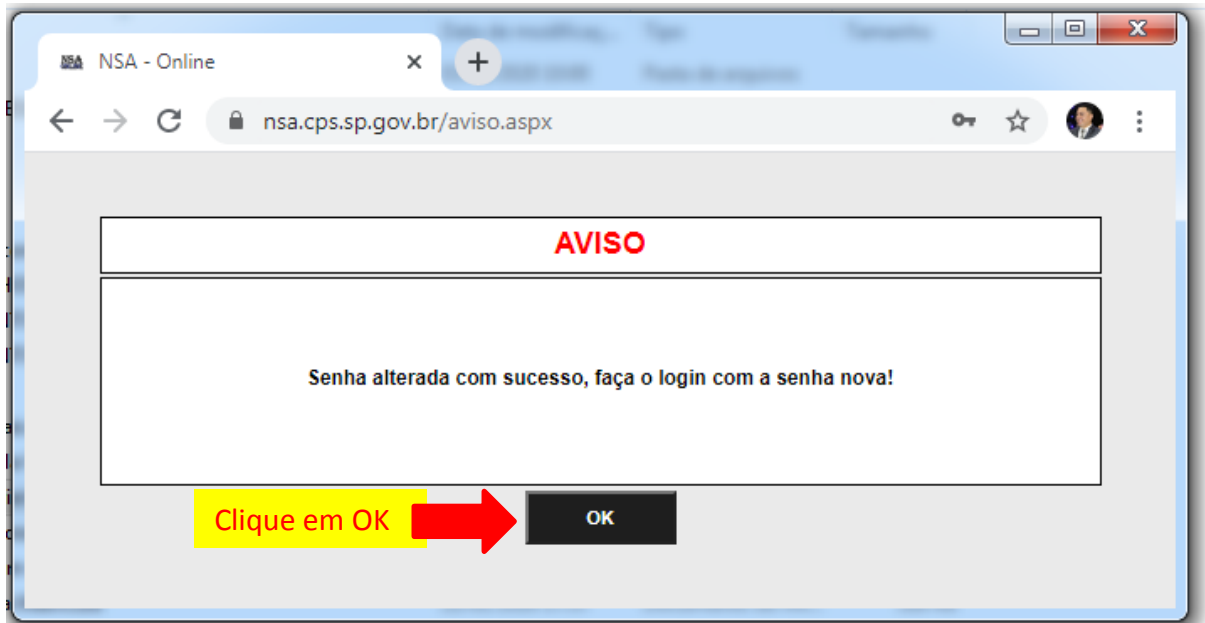 NSA - Online
nsa.cps.sp.gov.br/aviso.aspx
AVISO
Senha alterada com sucesso, faça o login com a senha nova!
Clique em OK
OK